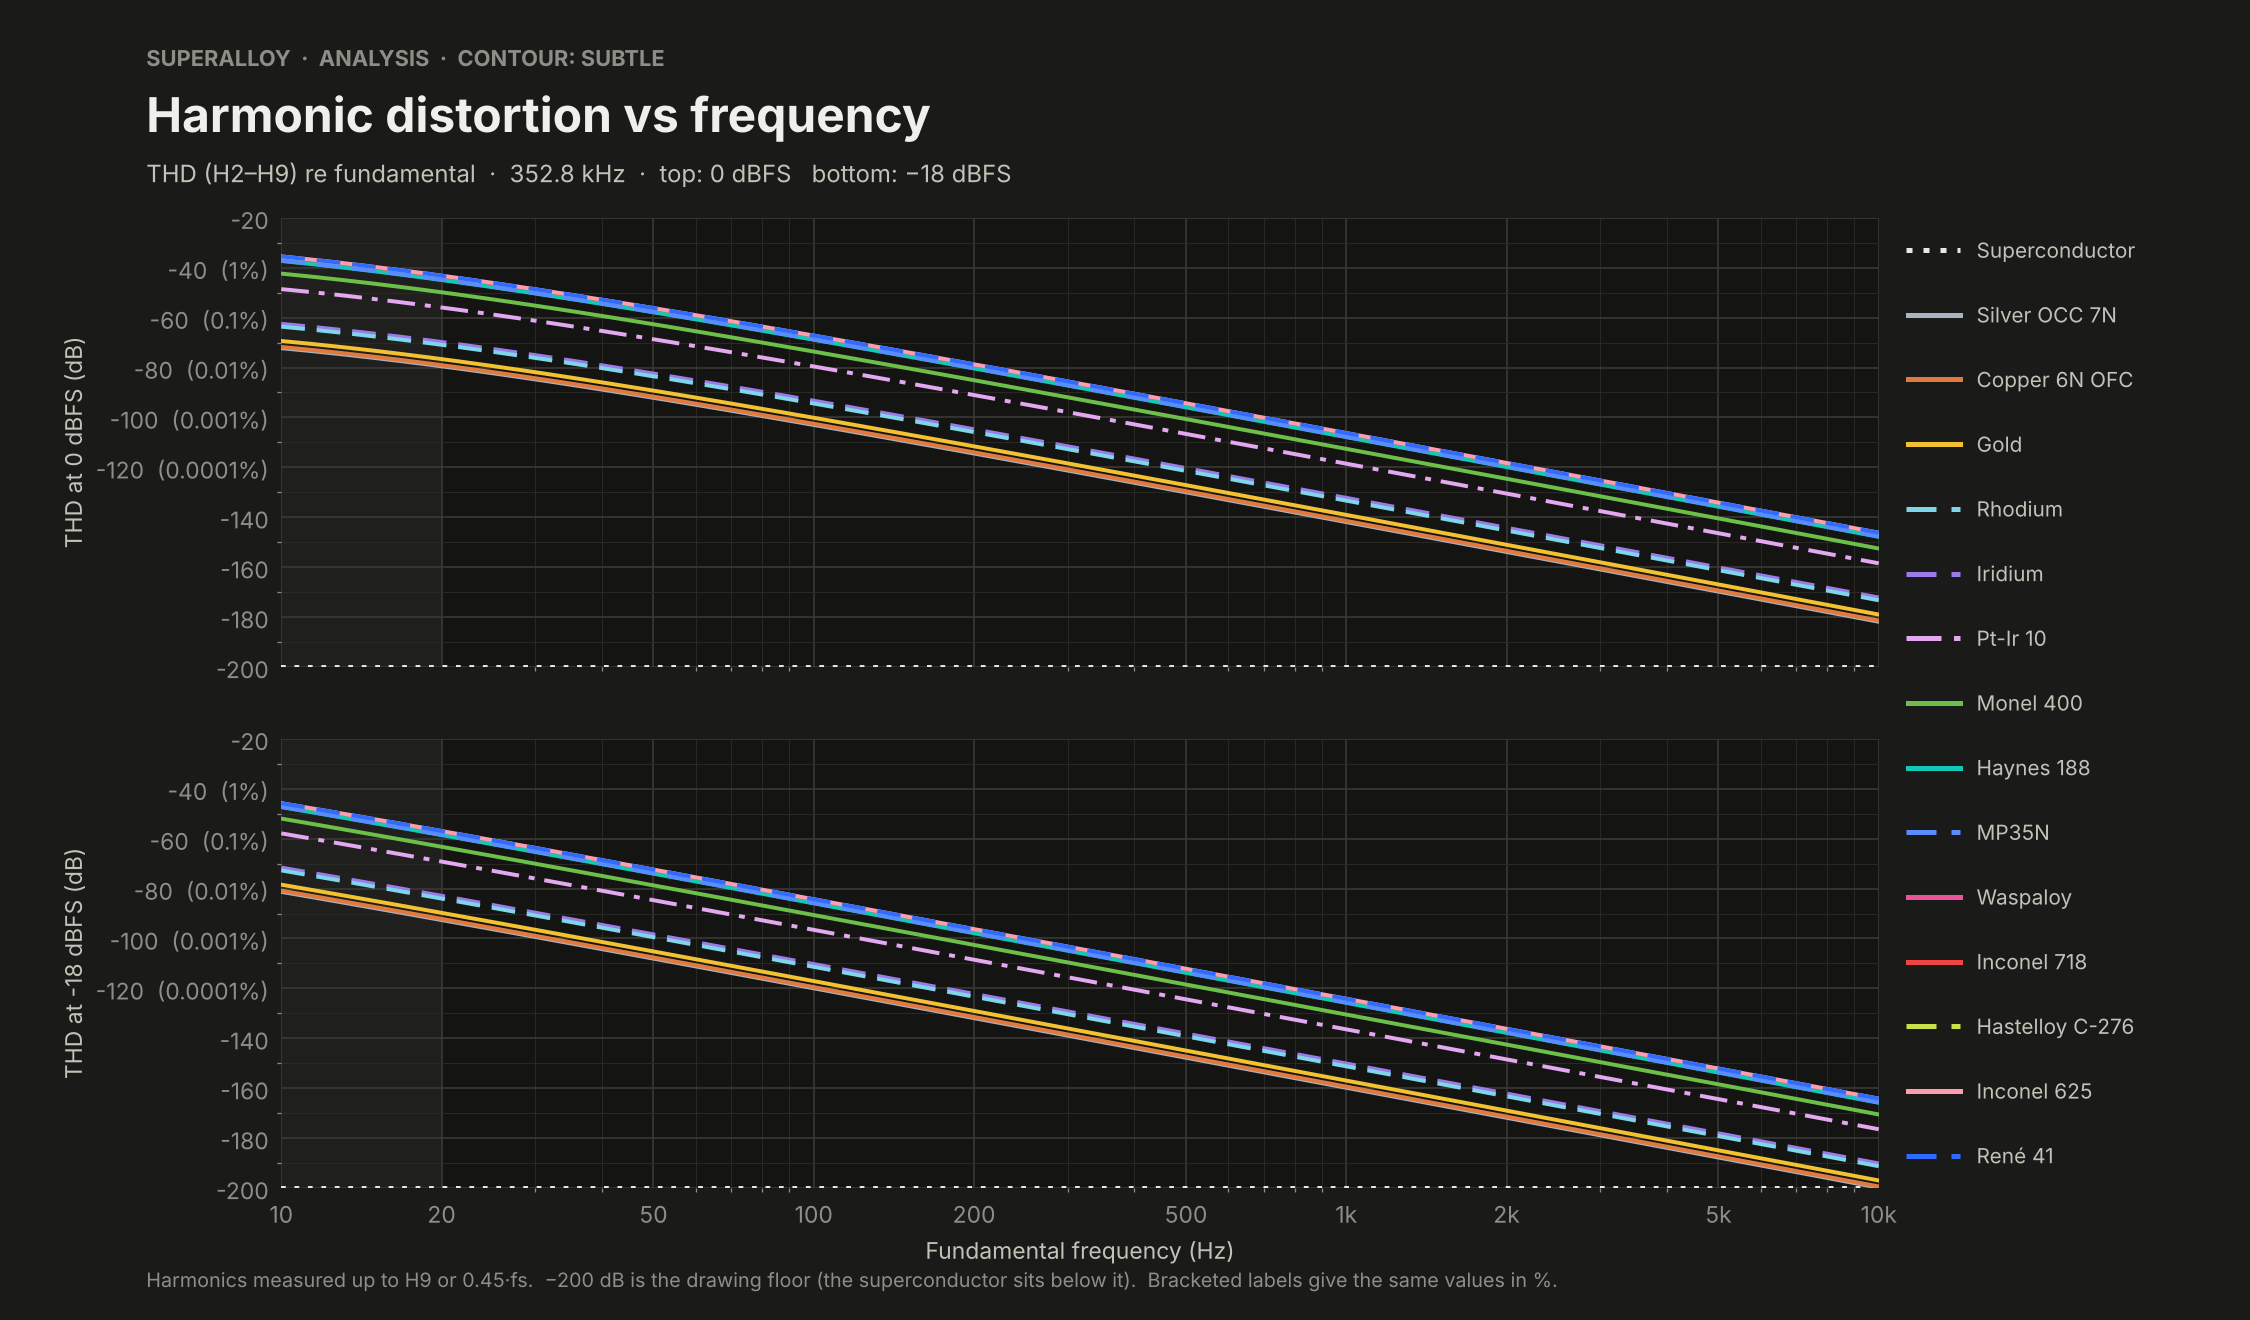 SUPERALLOY · ANALYSIS · CONTOUR: SUBTLE
Harmonic distortion vs frequency
THD (H2–H9) re fundamental · 352.8 kHz · top: 0 dBFS bottom: −18 dBFS
THD at 0 dBFS (dB)
-20
-40 (1%)
-60 (0.1%)
-80 (0.01%)
-100 (0.001%)
-120 (0.0001%)
-140
-160
-180
-200
THD at -18 dBFS (dB)
-20
-40 (1%)
-60 (0.1%)
-80 (0.01%)
-100 (0.001%)
-120 (0.0001%)
-140
-160
-180
-200
10 20 50 100 200 500 1k 2k 5k 10k
Fundamental frequency (Hz)
Superconductor
Silver OCC 7N
Copper 6N OFC
Gold
Rhodium
Iridium
Pt-Ir 10
Monel 400
Haynes 188
MP35N
Waspaloy
Inconel 718
Hastelloy C-276
Inconel 625
René 41
Harmonics measured up to H9 or 0.45·fs. −200 dB is the drawing floor (the superconductor sits below it). Bracketed labels give the same values in %.